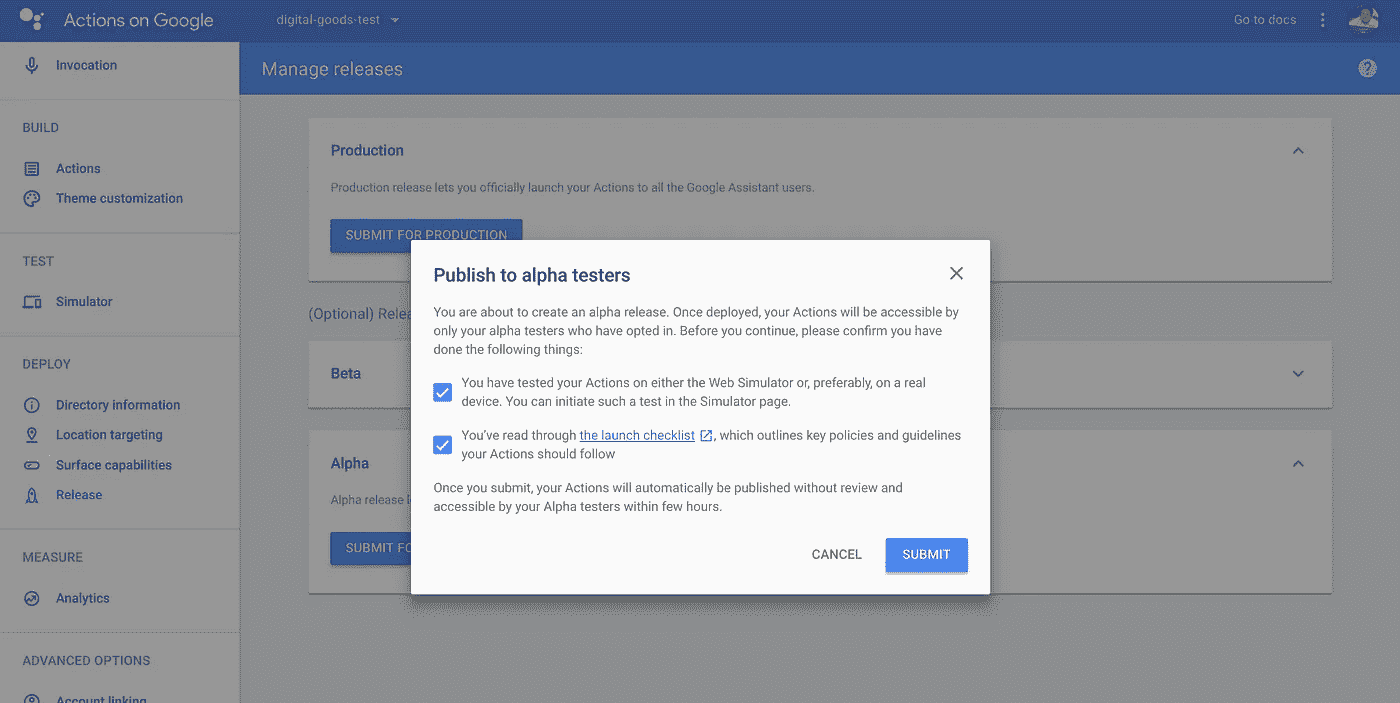 Actions on Google
digital-goods-test
Go to docs
Invocation
BUILD
Actions
Theme customization
TEST
Simulator
DEPLOY
Directory information
Location targeting
Surface capabilities
Release
MEASURE
Analytics
ADVANCED OPTIONS
Account linking
Manage releases
Production
Production release lets you officially launch your Actions to all the Google Assistant users.
SUBMIT FOR PRODUCTION
(Optional) Relea
Beta
Alpha
Alpha release
SUBMIT FO
Publish to alpha testers
You are about to create an alpha release. Once deployed, your Actions will be accessible by
only your alpha testers who have opted in. Before you continue, please confirm you have
done the following things:
You have tested your Actions on either the Web Simulator or, preferably, on a real
device. You can initiate such a test in the Simulator page.
You've read through the launch checklist , which outlines key policies and guidelines
your Actions should follow
Once you submit, your Actions will automatically be published without review and
accessible by your Alpha testers within few hours.
CANCEL
SUBMIT